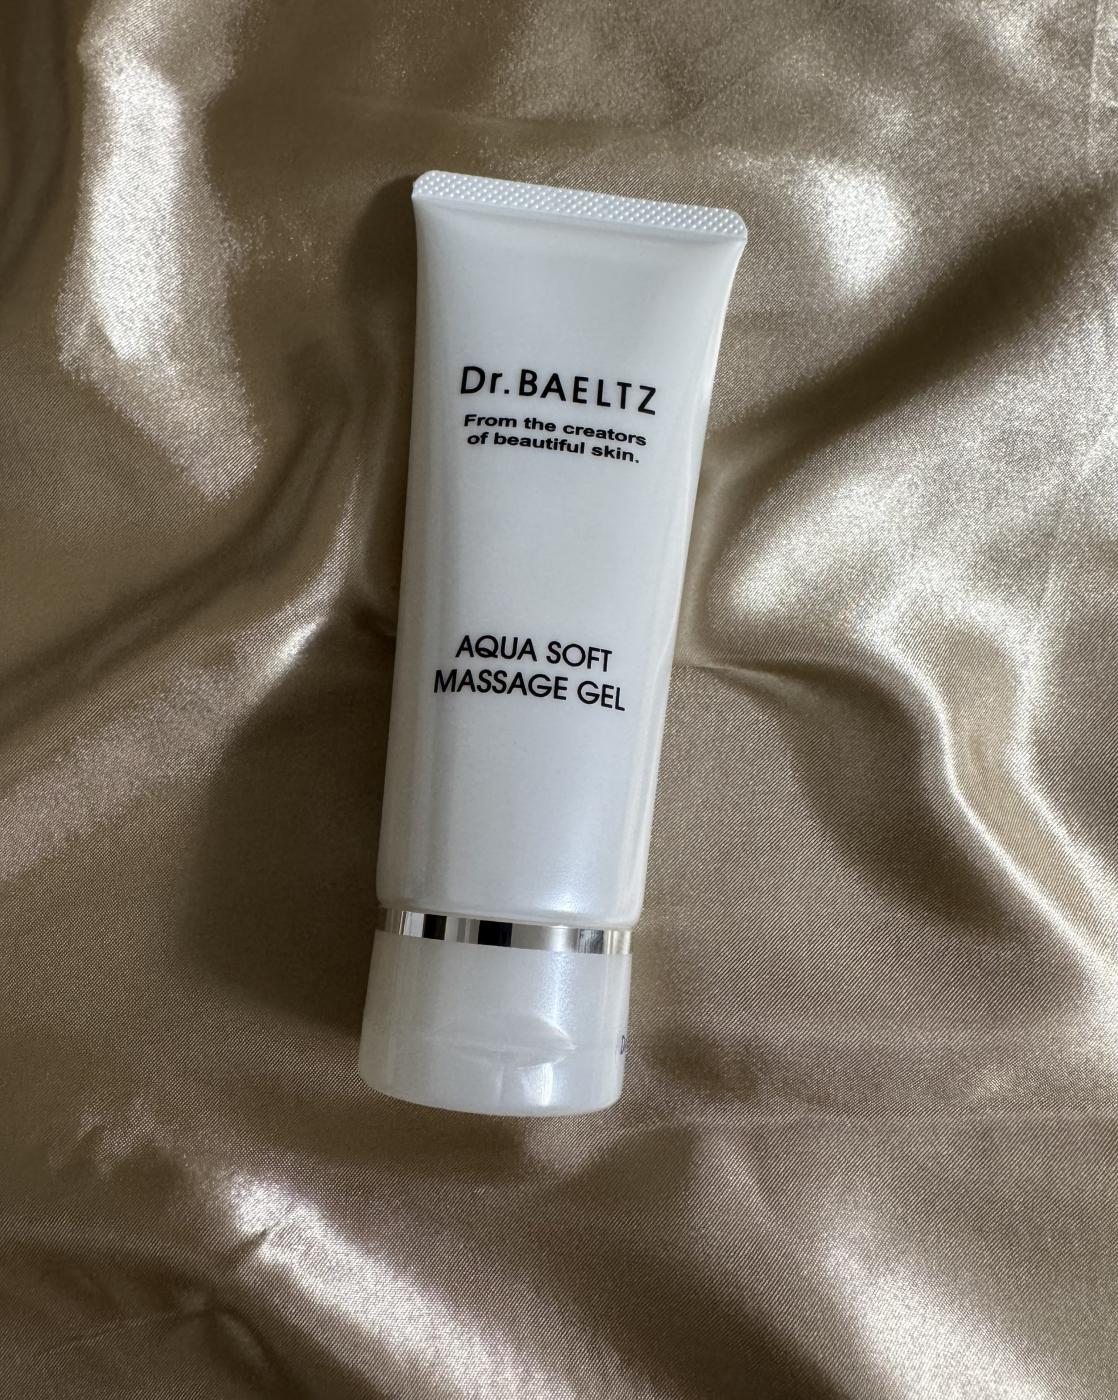 Dr.BAELTZ
From the creators
of beautiful skin.
AQUA SOFT
MASSAGE GEL